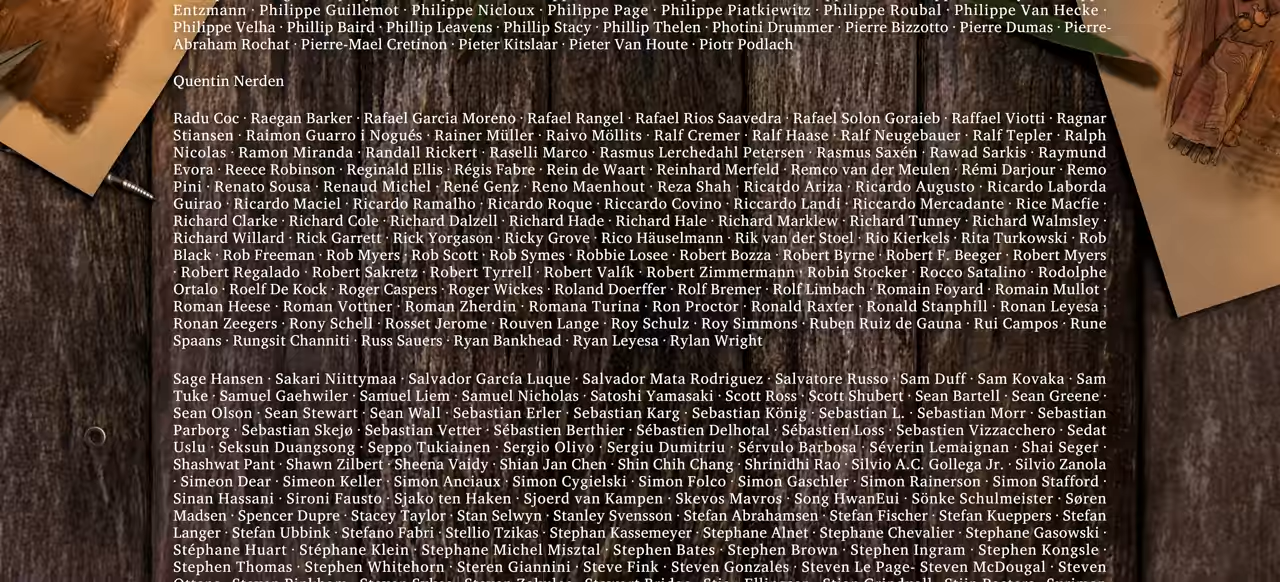 Entzmann · Philippe Guillemot · Philippe Nicloux · Philippe Page · Philippe Piatkiewitz · Philippe Roubal · Philippe Van Hecke ·
Philippe Velha · Phillip Baird · Phillip Leavens · Phillip Stacy · Phillip Thelen · Photini Drummer · Pierre Bizzotto · Pierre Dumas · Pierre-
Abraham Rochat · Pierre-Mael Cretinon · Pieter Kitslaar · Pieter Van Houte · Piotr Podlach
Quentin Nerden
Radu Coc · Raegan Barker · Rafael Garcia Moreno · Rafael Rangel · Rafael Rios Saavedra · Rafael Solon Goraieb · Raffael Viotti · Ragnar
Stiansen · Raimon Guarro i Nogués · Rainer Müller · Raivo Möllits · Ralf Cremer · Ralf Haase · Ralf Neugebauer · Ralf Tepler · Ralph
Nicolas · Ramon Miranda · Randall Rickert · Raselli Marco · Rasmus Lerchedahl Petersen · Rasmus Saxén · Rawad Sarkis · Raymund
Evora · Reece Robinson · Reginald Ellis · Régis Fabre · Rein de Waart · Reinhard Merfeld · Remco van der Meulen · Rémi Darjour · Remo
Pini · Renato Sousa · Renaud Michel · René Genz · Reno Maenhout · Reza Shah · Ricardo Ariza · Ricardo Augusto · Ricardo Laborda
Guirao · Ricardo Maciel · Ricardo Ramalho · Ricardo Roque · Riccardo Covino · Riccardo Landi · Riccardo Mercadante · Rice Macfie ·
Richard Clarke · Richard Cole · Richard Dalzell · Richard Hade · Richard Hale · Richard Marklew · Richard Tunney · Richard Walmsley ·
Richard Willard · Rick Garrett · Rick Yorgason · Ricky Grove · Rico Häuselmann · Rik van der Stoel · Rio Kierkels · Rita Turkowski · Rob
Black · Rob Freeman · Rob Myers · Rob Scott · Rob Symes · Robbie Losee · Robert Bozza · Robert Byrne · Robert F. Beeger · Robert Myers
· Robert Regalado · Robert Sakretz · Robert Tyrrell · Robert Valík · Robert Zimmermann · Robin Stocker · Rocco Satalino · Rodolphe
Ortalo · Roelf De Kock · Roger Caspers · Roger Wickes · Roland Doerffer · Rolf Bremer · Rolf Limbach · Romain Foyard · Romain Mullot ·
Roman Heese · Roman Vottner · Roman Zherdin · Romana Turina · Ron Proctor · Ronald Raxter · Ronald Stanphill · Ronan Leyesa ·
Ronan Zeegers · Rony Schell · Rosset Jerome · Rouven Lange · Roy Schulz · Roy Simmons · Ruben Ruiz de Gauna · Rui Campos · Rune
Spaans · Rungsit Channiti · Russ Sauers · Ryan Bankhead · Ryan Leyesa · Rylan Wright
Sage Hansen · Sakari Niittymaa · Salvador García Luque · Salvador Mata Rodriguez · Salvatore Russo · Sam Duff · Sam Kovaka · Sam
Tuke · Samuel Gaehwiler · Samuel Liem · Samuel Nicholas · Satoshi Yamasaki · Scott Ross · Scott Shubert · Sean Bartell · Sean Greene ·
Sean Olson · Sean Stewart · Sean Wall · Sebastian Erler · Sebastian Karg · Sebastian König · Sebastian L. · Sebastian Morr · Sebastian
Parborg · Sebastian Skejø · Sebastian Vetter · Sébastien Berthier · Sébastien Delhotal · Sébastien Loss · Sebastien Vizzacchero · Sedat
Uslu · Seksun Duangsong · Seppo Tukiainen · Sergio Olivo · Sergiu Dumitriu · Sérvulo Barbosa · Séverin Lemaignan · Shai Seger ·
Shashwat Pant · Shawn Zilbert · Sheena Vaidy · Shian Jan Chen · Shin Chih Chang · Shrinidhi Rao · Silvio A.C. Gollega Jr. · Silvio Zanola
· Simeon Dear · Simeon Keller · Simon Anciaux · Simon Cygielski · Simon Folco · Simon Gaschler · Simon Rainerson · Simon Stafford ·
Sinan Hassani · Sironi Fausto · Sjako ten Haken · Sjoerd van Kampen · Skevos Mavros · Song HwanEui · Sönke Schulmeister · Søren
Madsen · Spencer Dupre · Stacey Taylor · Stan Selwyn · Stanley Svensson · Stefan Abrahamsen · Stefan Fischer · Stefan Kueppers · Stefan
Langer · Stefan Ubbink · Stefano Fabri · Stellio Tzikas · Stephan Kassemeyer · Stephane Alnet · Stephane Chevalier · Stephane Gasowski ·
Stéphane Huart · Stéphane Klein · Stephane Michel Misztal · Stephen Bates · Stephen Brown · Stephen Ingram · Stephen Kongsle ·
Stephen Thomas · Stephen Whitehorn · Steren Giannini · Steve Fink · Steven Gonzales · Steven Le Page- Steven McDougal · Steven